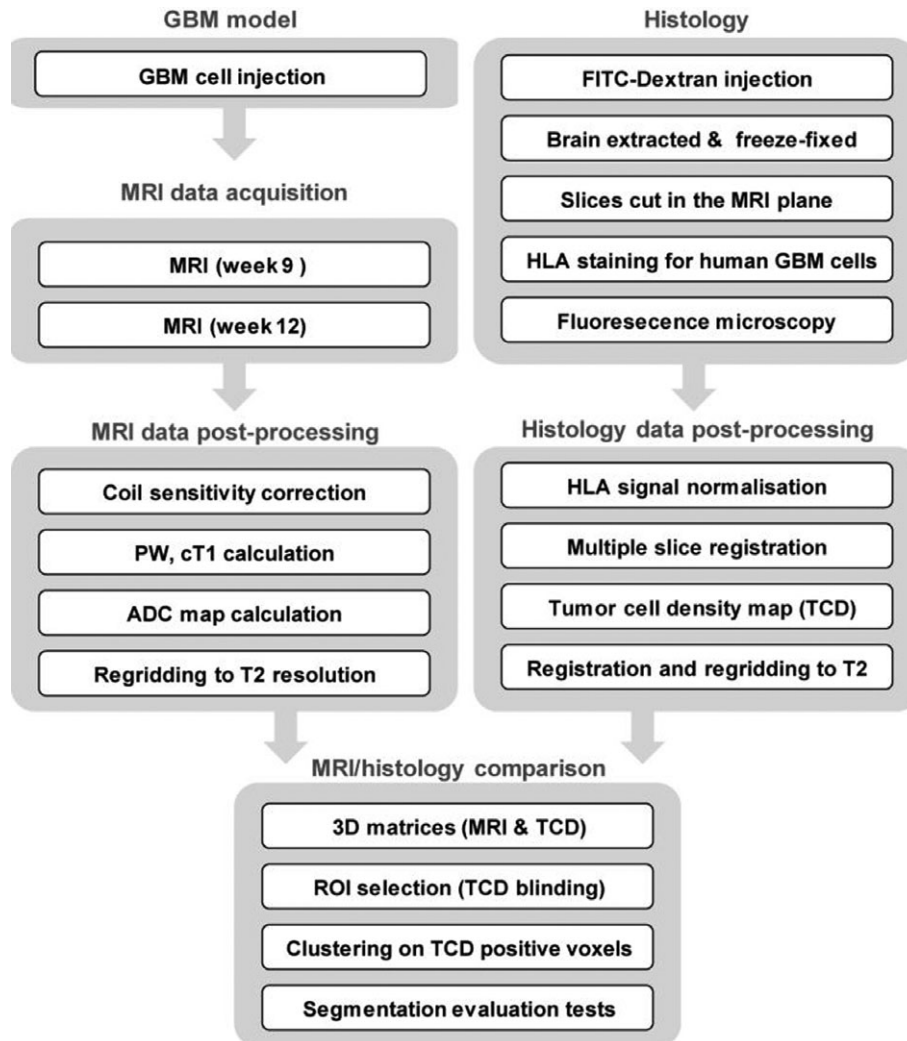 GBM model
GBM cell injection
MRI data acquisition
MRI (week 9 )
MRI (week 12)
MRI data post-processing
Coil sensitivity correction
PW, cT1 calculation
ADC map calculation
Regridding to T2 resolution
Histology
FITC-Dextran injection
Brain extracted & freeze-fixed
Slices cut in the MRI plane
HLA staining for human GBM cells
Fluoresecence microscopy
Histology data post-processing
HLA signal normalisation
Multiple slice registration
Tumor cell density map (TCD)
Registration and regridding to T2
MRI/histology comparison
3D matrices (MRI & TCD)
ROI selection (TCD blinding)
Clustering on TCD positive voxels
Segmentation evaluation tests